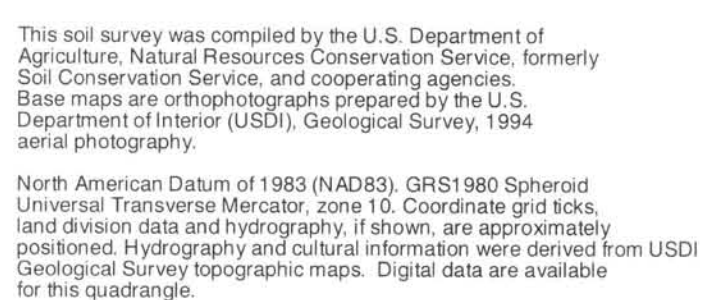 This soil survey was compiled by the U.S. Department of
Agriculture, Natural Resources Conservation Service, formerly
Soil Conservation Service, and cooperating agencies.
Base maps are orthophotographs prepared by the U.S.
Department of Interior (USDI), Geological Survey, 1994
aerial photography.
North American Datum of 1983 (NAD83). GRS1980 Spheroid
Universal Transverse Mercator, zone 10. Coordinate grid ticks,
land division data and hydrography, if shown, are approximately
positioned. Hydrography and cultural information were derived from USDI
Geological Survey topographic maps. Digital data are available
for this quadrangle.